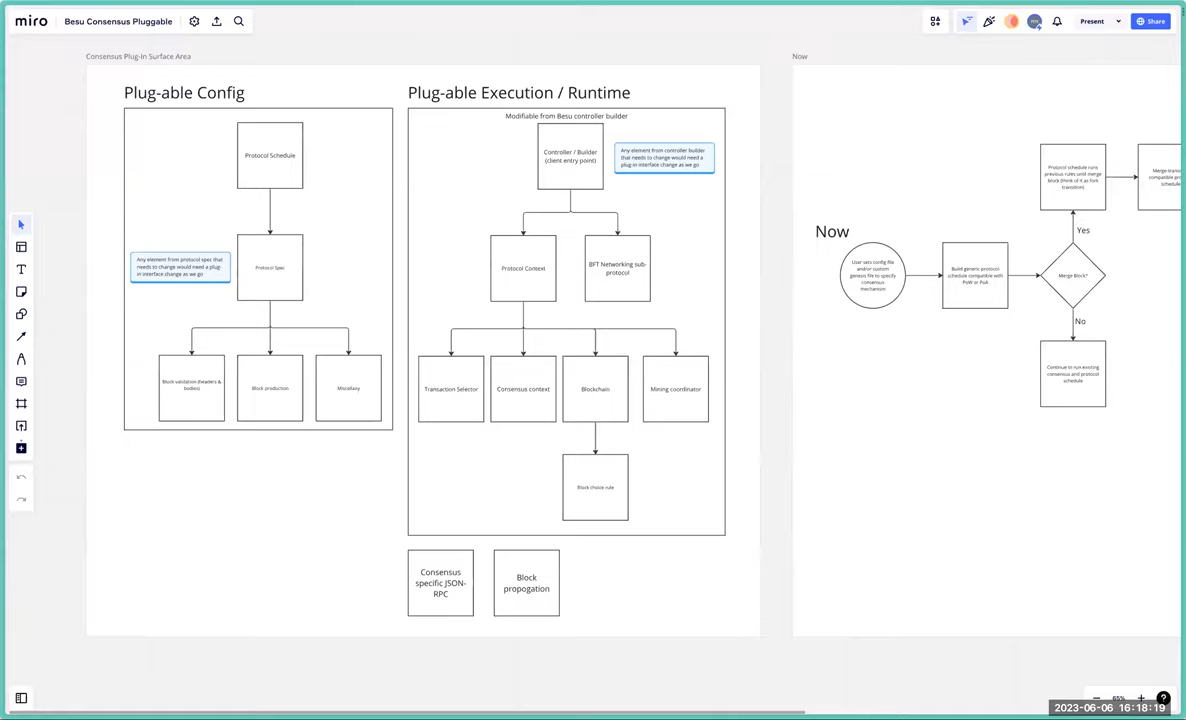 miro
Besu Consensus Pluggable
Present
Share
Consensus Plug-In Surface Area
Now
Plug-able Config
Protocol Schedule
Any element from protocol spec that
needs to change would need a plug-
in interface change as we go
Protocol Spec
Block validation (headers &
bodies)
Block production
Miscellany
Plug-able Execution / Runtime
Modifiable from Besu controller builder
Controller / Builder
(client entry point)
Any element from controller builder
that needs to change would need a
plug-in interface change as we go
Protocol Context
BFT Networking sub-
protocol
Transaction Selector
Consensus context
Blockchain
Mining coordinator
Block choice rule
Consensus
specific JSON-
RPC
Block
propogation
Now
User sets config file
and/or custom
genesis file to specify
consensus
mechanism
Build generic protocol
schedule compatible with
PoW or PoA
Merge Block?
Yes
Protocol schedule runs
previous rules until merge
block (think of it as fork
transition)
Merge-trans
compatible pr
schedule
No
Continue to run existing
consensus and protocol
schedule
65%
2023-06-06 16:18:19